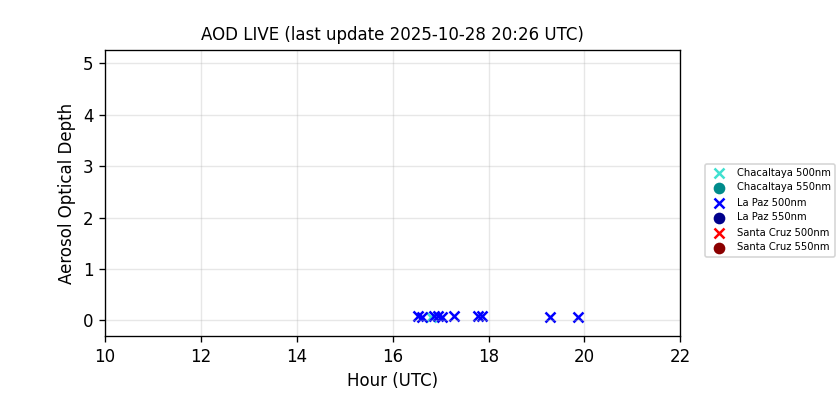 AOD LIVE (last update 2025-10-28 20:26 UTC)
5
4
3
2
1
0
Aerosol Optical Depth
10 12 14 16 18 20 22
Hour (UTC)
Chacaltaya 500nm
Chacaltaya 550nm
La Paz 500nm
La Paz 550nm
Santa Cruz 500nm
Santa Cruz 550nm